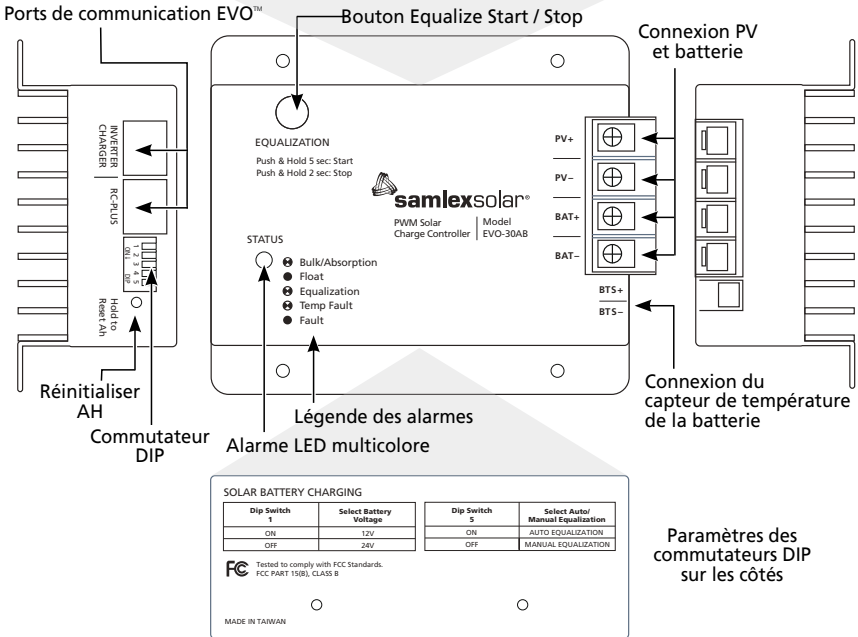 Ports de communication EVO™
Bouton Equalize Start / Stop
Connexion PV
et batterie
INVERTER
CHARGER
RC-PLUS
ON↓
1 2 3 4 5
DIP
Hold to
Reset Ah
EQUALIZATION
Push & Hold 5 sec: Start
Push & Hold 2 sec: Stop
samlexsolar®
PWM Solar
Charge Controller
Model
EVO-30AB
STATUS
Bulk/Absorption
Float
Equalization
Temp Fault
Fault
PV+
PV−
BAT+
BAT−
BTS+
BTS−
Réinitialiser
AH
Commutateur
DIP
Légende des alarmes
Alarme LED multicolore
Connexion du
capteur de température
de la batterie
SOLAR BATTERY CHARGING
Dip Switch
1
Select Battery
Voltage
ON
12V
OFF
24V
Dip Switch
5
Select Auto/
Manual Equalization
ON
AUTO EQUALIZATION
OFF
MANUAL EQUALIZATION
FC
Tested to comply with FCC Standards.
FCC PART 15(B), CLASS B
MADE IN TAIWAN
Paramètres des
commutateurs DIP
sur les côtés